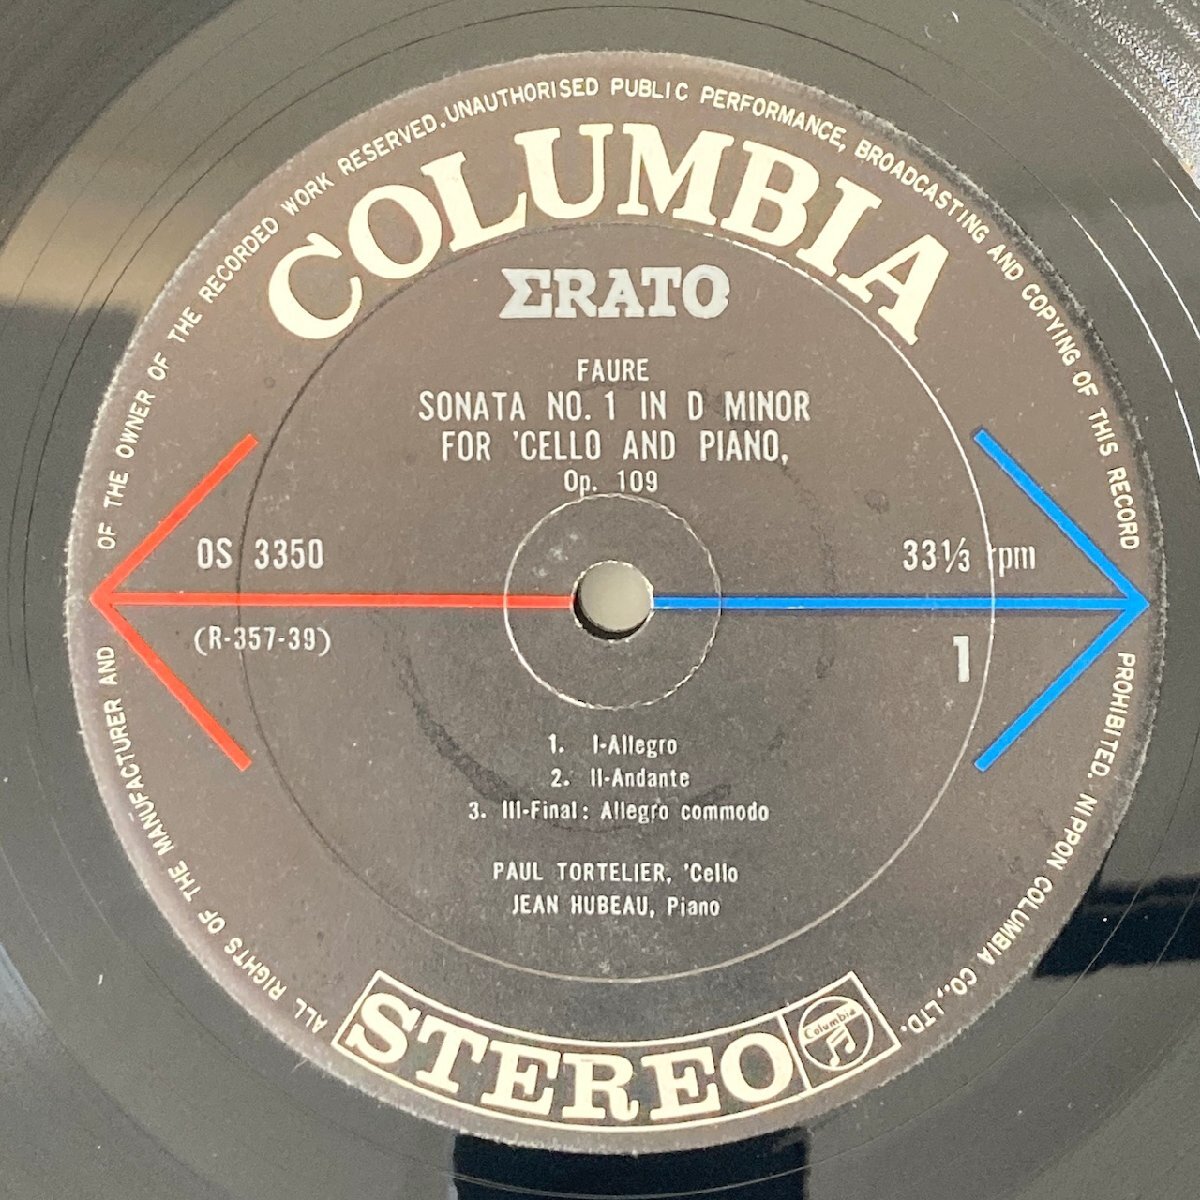 ALL RIGHTS OF THE MANUFACTURER AND OF THE OWNER OF THE RECORDED WORK RESERVED. UNAUTHORISED PUBLIC PERFORMANCE, BROADCASTING AND COPYING OF THIS RECORD PROHIBITED. NIPPON COLUMBIA CO., LTD.
COLUMBIA
ΣRATO
FAURE
SONATA NO. 1 IN D MINOR
FOR 'CELLO AND PIANO,
Op. 109
OS 3350
33⅓ rpm
(R-357-39)
1
1. I-Allegro
2. II-Andante
3. III-Final: Allegro commodo
PAUL TORTELIER, 'Cello
JEAN HUBEAU, Piano
STEREO
Columbia